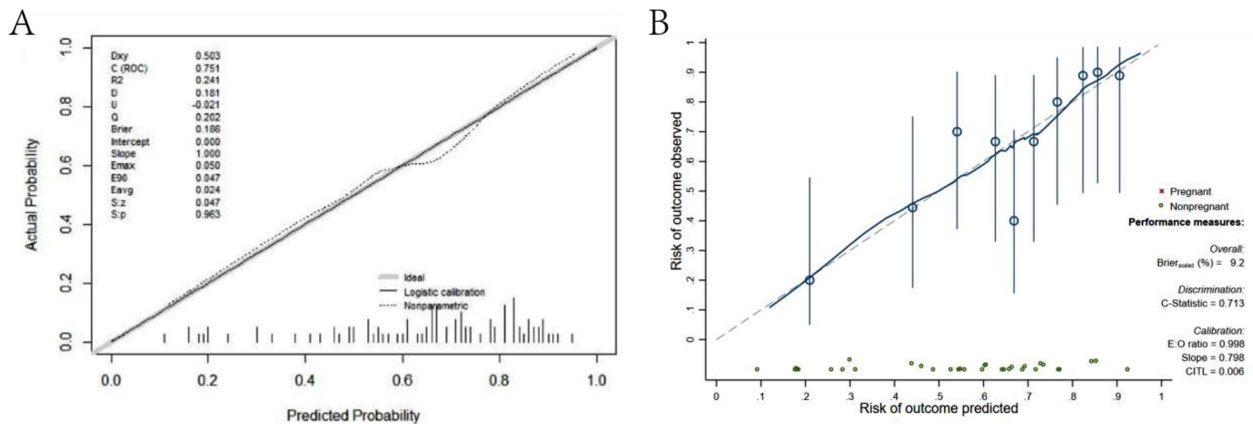 A
Dxy 0.503
C (ROC) 0.751
R2 0.241
D 0.181
U -0.021
Q 0.202
Brier 0.186
Intercept 0.000
Slope 1.000
Emax 0.050
E90 0.047
Eavg 0.024
S:z 0.047
S:p 0.963
Actual Probability
1.0
0.8
0.6
0.4
0.2
0.0
Ideal
Logistic calibration
Nonparametric
0.0 0.2 0.4 0.6 0.8 1.0
Predicted Probability
B
Risk of outcome observed
1
.9
.8
.7
.6
.5
.4
.3
.2
.1
0
Pregnant
Nonpregnant
Performance measures:
Overall:
Brierscaled (%) = 9.2
Discrimination:
C-Statistic = 0.713
Calibration:
E:O ratio = 0.998
Slope = 0.798
CITL = 0.006
0 .1 .2 .3 .4 .5 .6 .7 .8 .9 1
Risk of outcome predicted